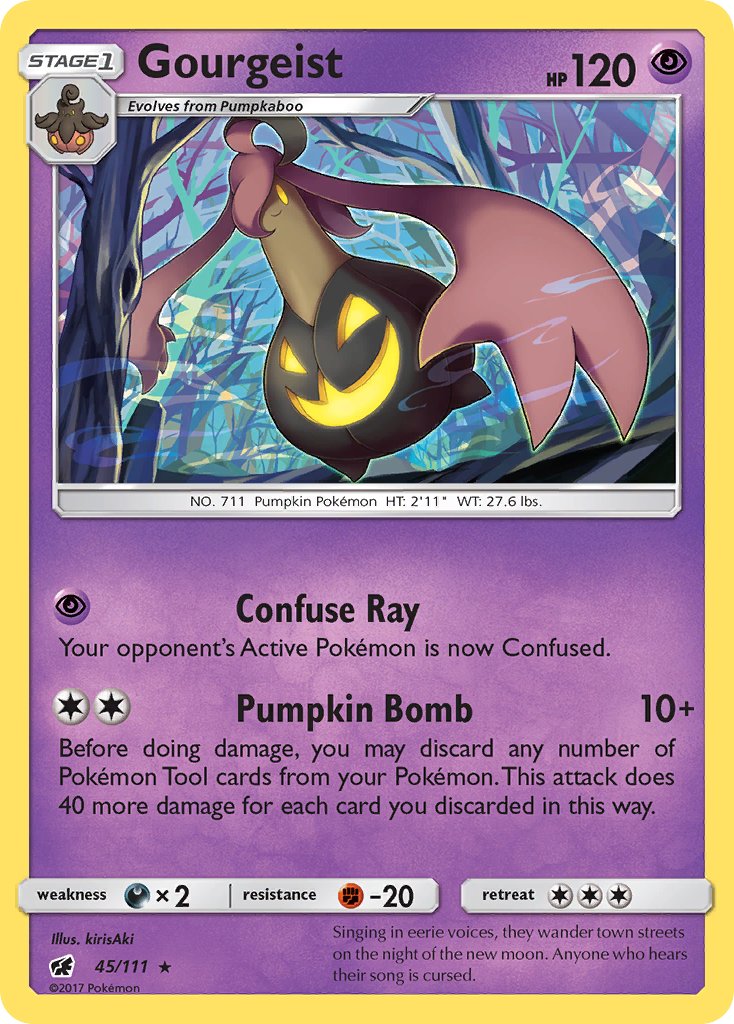 STAGE1
Gourgeist
HP 120
Evolves from Pumpkaboo
NO. 711 Pumpkin Pokémon HT: 2'11" WT: 27.6 lbs.
Confuse Ray
Your opponent's Active Pokémon is now Confused.
Pumpkin Bomb 10+
Before doing damage, you may discard any number of
Pokémon Tool cards from your Pokémon. This attack does
40 more damage for each card you discarded in this way.
weakness ×2 resistance -20 retreat
Illus. kirisAki
45/111 ★
©2017 Pokémon
Singing in eerie voices, they wander town streets
on the night of the new moon. Anyone who hears
their song is cursed.